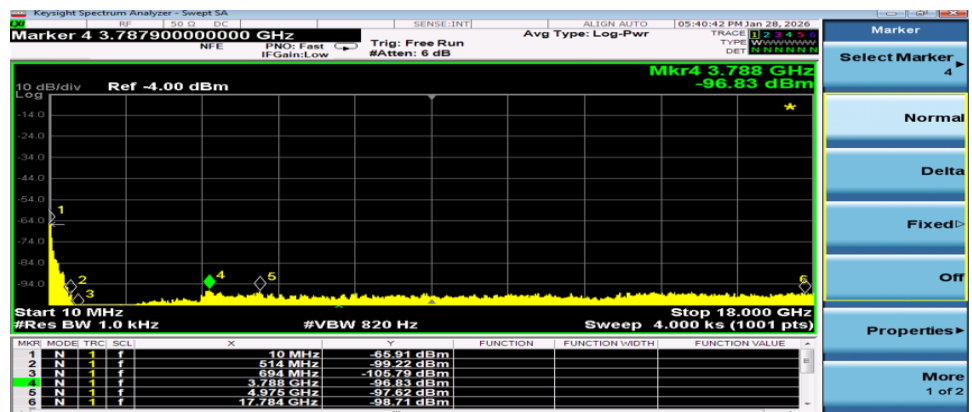 Keysight Spectrum Analyzer - Swept SA
LXI RF 50 Ω DC SENSE:INT ALIGN AUTO 05:40:42 PM Jan 28, 2026
Marker 4 3.787900000000 GHz
NFE PNO: Fast IFGain:Low
Trig: Free Run
#Atten: 6 dB
Avg Type: Log-Pwr
TRACE 1 2 3 4 5 6
TYPE WWWWWW
DET N N N N N N
Mkr4 3.788 GHz
-96.83 dBm
10 dB/div Ref -4.00 dBm
Log
-14.0
-24.0
-34.0
-44.0
-54.0
-64.0
-74.0
-84.0
-94.0
1
2
3
4
5
6
Start 10 MHz Stop 18.000 GHz
#Res BW 1.0 kHz #VBW 820 Hz Sweep 4.000 ks (1001 pts)
MKR MODE TRC SCL X Y FUNCTION FUNCTION WIDTH FUNCTION VALUE
1 N 1 f 10 MHz -65.91 dBm
2 N 1 f 514 MHz -99.22 dBm
3 N 1 f 694 MHz -105.79 dBm
4 N 1 f 3.788 GHz -96.83 dBm
5 N 1 f 4.975 GHz -97.62 dBm
6 N 1 f 17.784 GHz -98.71 dBm
Marker
Select Marker
4
Normal
Delta
Fixed
Off
Properties
More
1 of 2